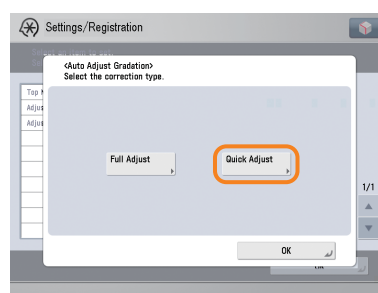 Settings/Registration
<Auto Adjust Gradation>
Select the correction type.
Top
Adjus
Adjus
Full Adjust
Quick Adjust
1/1
OK